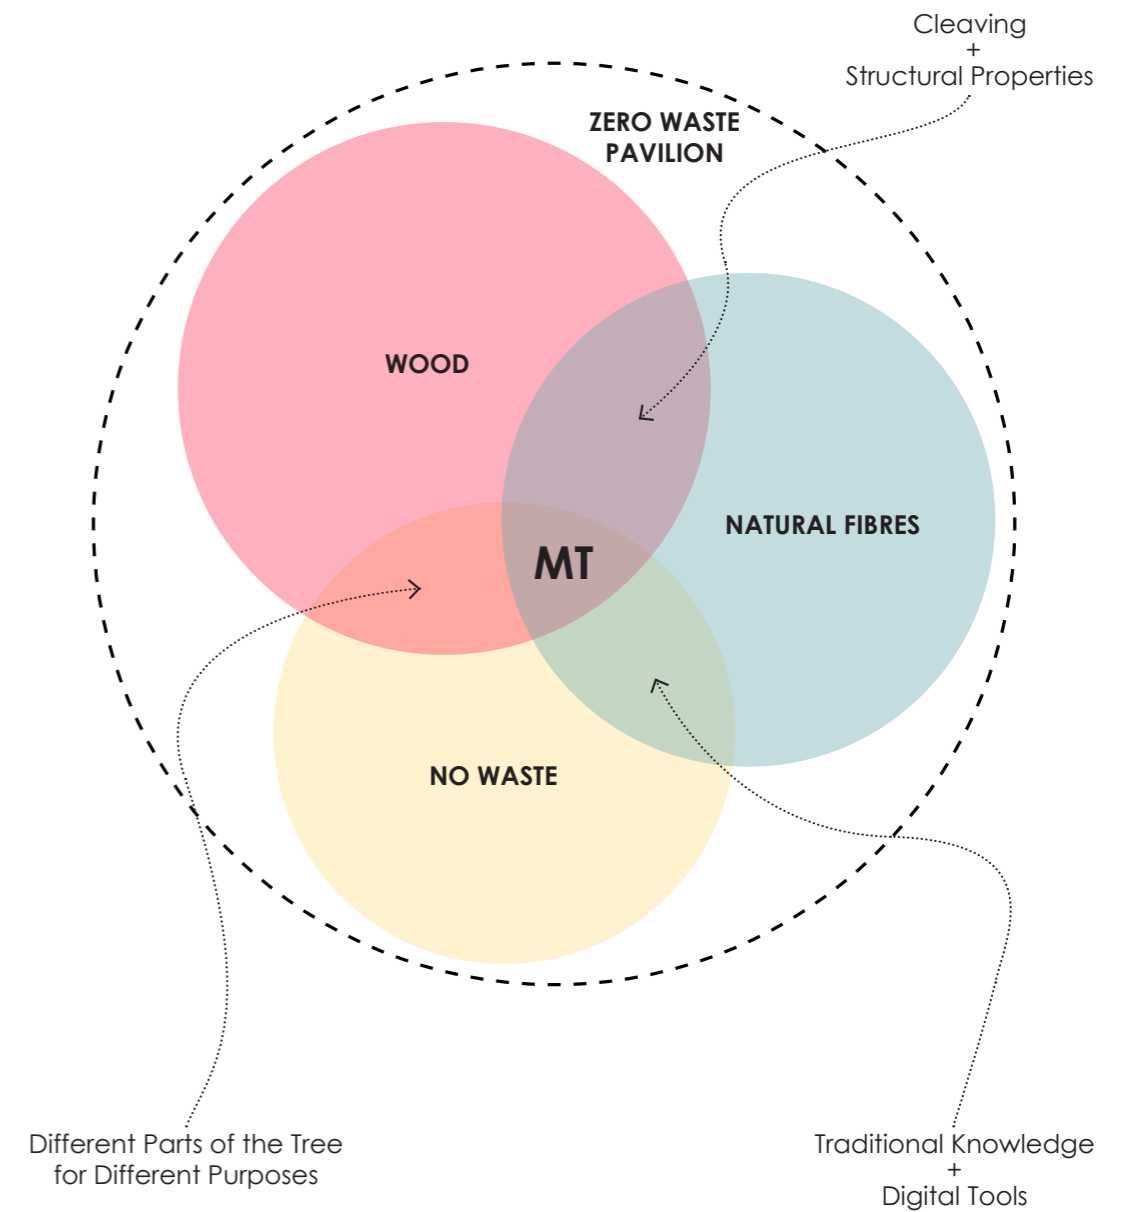 Cleaving
+
Structural Properties
ZERO WASTE
PAVILION
WOOD
NATURAL FIBRES
MT
NO WASTE
Different Parts of the Tree
for Different Purposes
Traditional Knowledge
+
Digital Tools